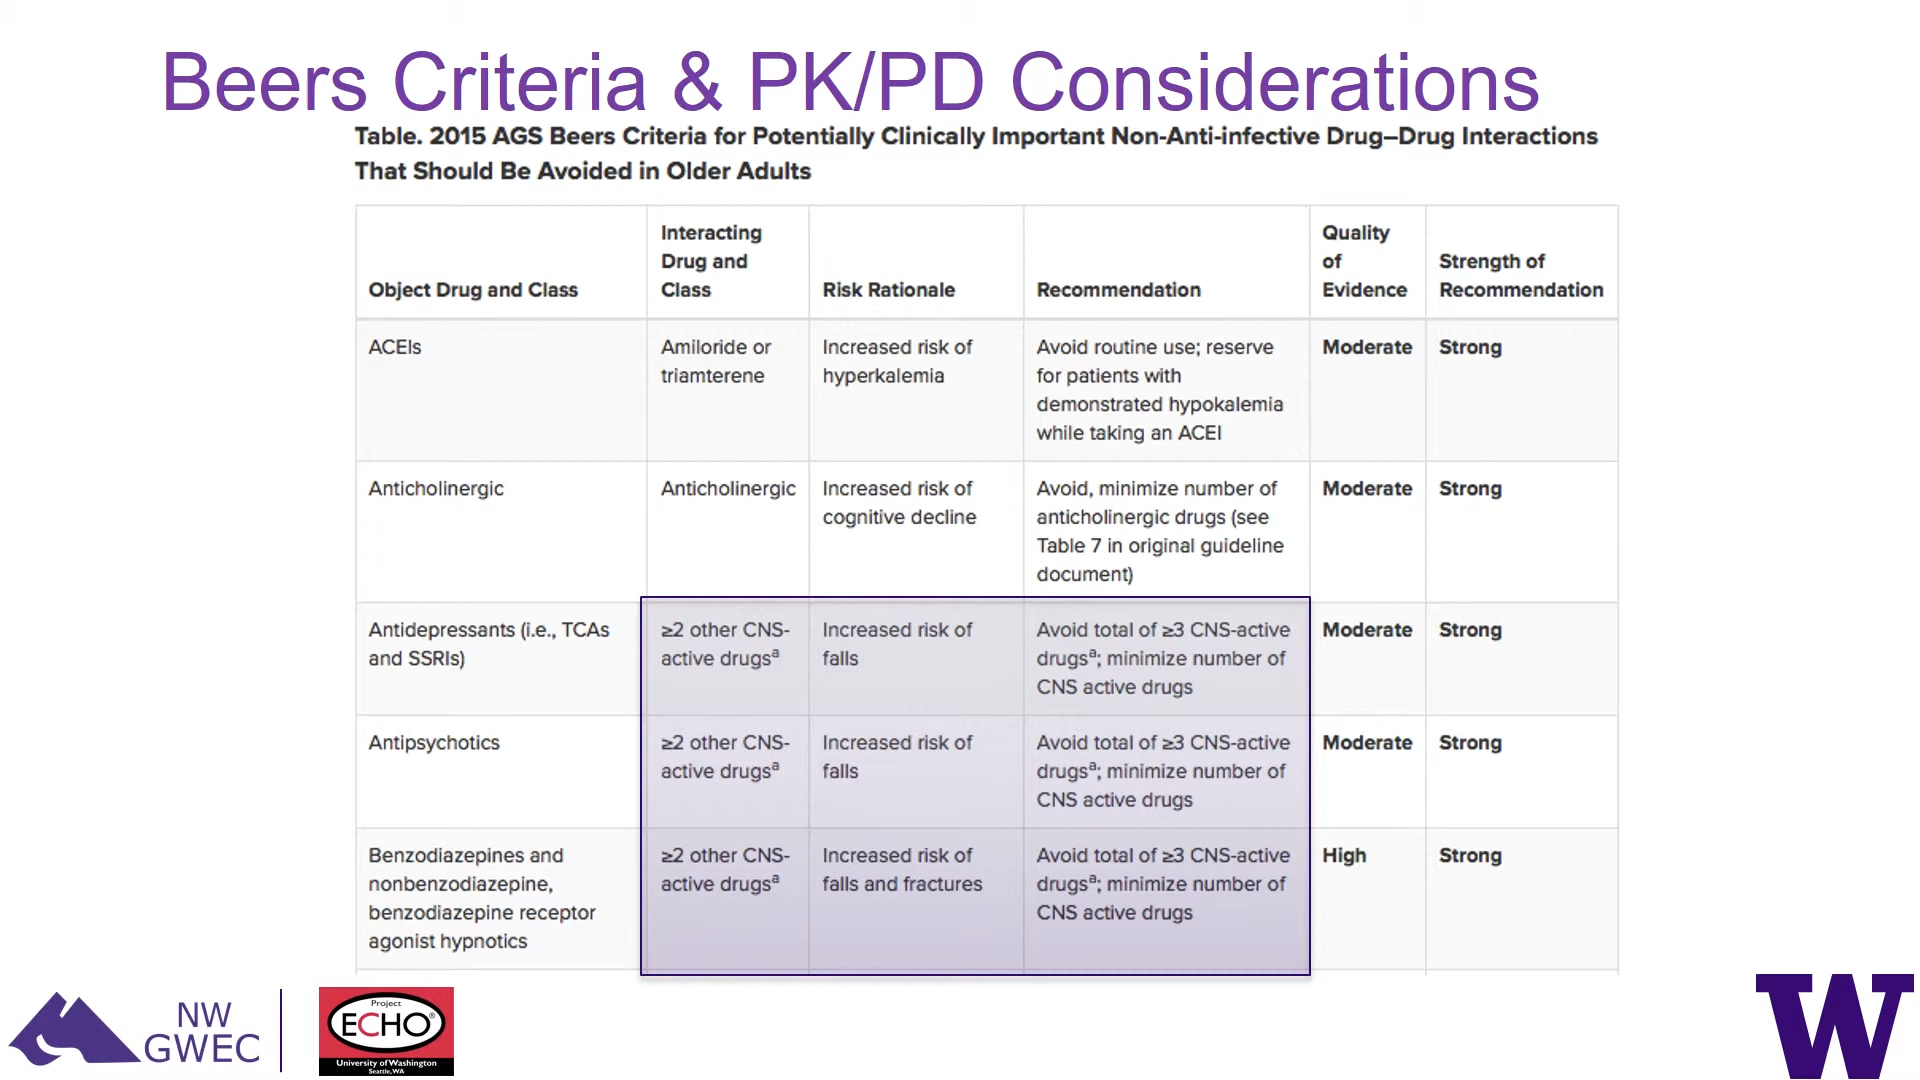 Beers Criteria & PK/PD Considerations
Table. 2015 AGS Beers Criteria for Potentially Clinically Important Non-Anti-infective Drug–Drug Interactions
That Should Be Avoided in Older Adults
Object Drug and Class
Interacting
Drug and
Class
Risk Rationale
Recommendation
Quality
of
Evidence
Strength of
Recommendation
ACEIs
Amiloride or
triamterene
Increased risk of
hyperkalemia
Avoid routine use; reserve
for patients with
demonstrated hypokalemia
while taking an ACEI
Moderate
Strong
Anticholinergic
Anticholinergic
Increased risk of
cognitive decline
Avoid, minimize number of
anticholinergic drugs (see
Table 7 in original guideline
document)
Moderate
Strong
Antidepressants (i.e., TCAs
and SSRIs)
≥2 other CNS-
active drugsᵃ
Increased risk of
falls
Avoid total of ≥3 CNS-active
drugsᵃ; minimize number of
CNS active drugs
Moderate
Strong
Antipsychotics
≥2 other CNS-
active drugsᵃ
Increased risk of
falls
Avoid total of ≥3 CNS-active
drugsᵃ; minimize number of
CNS active drugs
Moderate
Strong
Benzodiazepines and
nonbenzodiazepine,
benzodiazepine receptor
agonist hypnotics
≥2 other CNS-
active drugsᵃ
Increased risk of
falls and fractures
Avoid total of ≥3 CNS-active
drugsᵃ; minimize number of
CNS active drugs
High
Strong
NW
GWEC
Project
ECHO®
University of Washington
Seattle, WA
W